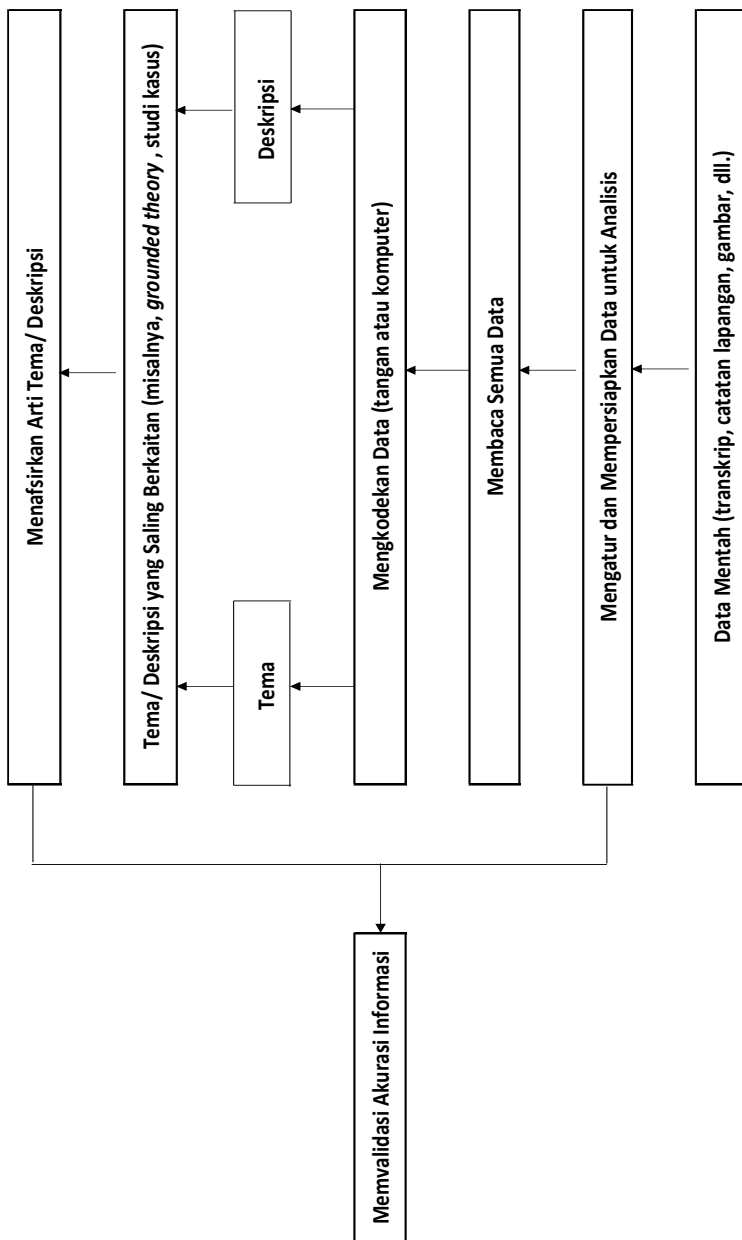 Menafsirkan Arti Tema/ Deskripsi
Tema/ Deskripsi yang Saling Berkaitan (misalnya, grounded theory , studi kasus)
Tema
Deskripsi
Mengkodekan Data (tangan atau komputer)
Membaca Semua Data
Mengatur dan Mempersiapkan Data untuk Analisis
Data Mentah (transkrip, catatan lapangan, gambar, dll.)
Memvalidasi Akurasi Informasi